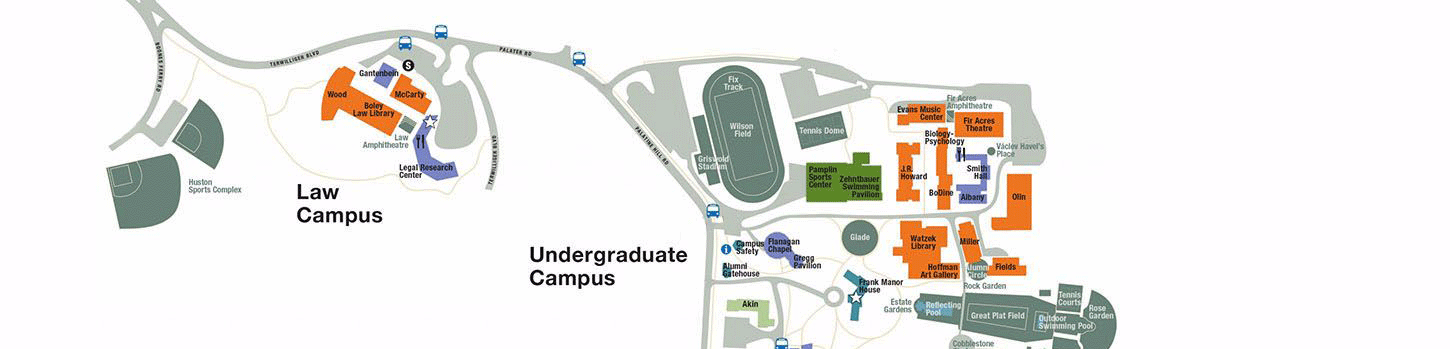 BOONES FERRY RD
TERWILLIGER BLVD
PALATER RD
S
Gantenbein
Wood
McCarty
Boley
Law Library
Law
Amphitheatre
Legal Research
Center
Huston
Sports Complex
Law
Campus
TERWILLIGER BLVD
PALATINE HILL RD
Undergraduate
Campus
Fix
Track
Wilson
Field
Griswold
Stadium
Tennis Dome
Pamplin
Sports
Center
Zehntbauer
Swimming
Pavilion
Evans Music
Center
Fir Acres
Amphitheatre
Fir Acres
Theatre
Biology-
Psychology
Václev Havel's
Place
J.R.
Howard
Smith
Hall
BoDine
Albany
Olin
i
Campus
Safety
Alumni
Gatehouse
Flanagan
Chapel
Gregg
Pavilion
Glade
Watzek
Library
Hoffman
Art Gallery
Miller
Alumni
Circle
Fields
Rock Garden
Frank Manor
House
Akin
Estate
Gardens
Reflecting
Pool
Great Plat Field
Tennis
Courts
Outdoor
Swimming Pool
Rose
Garden
Cobblestone